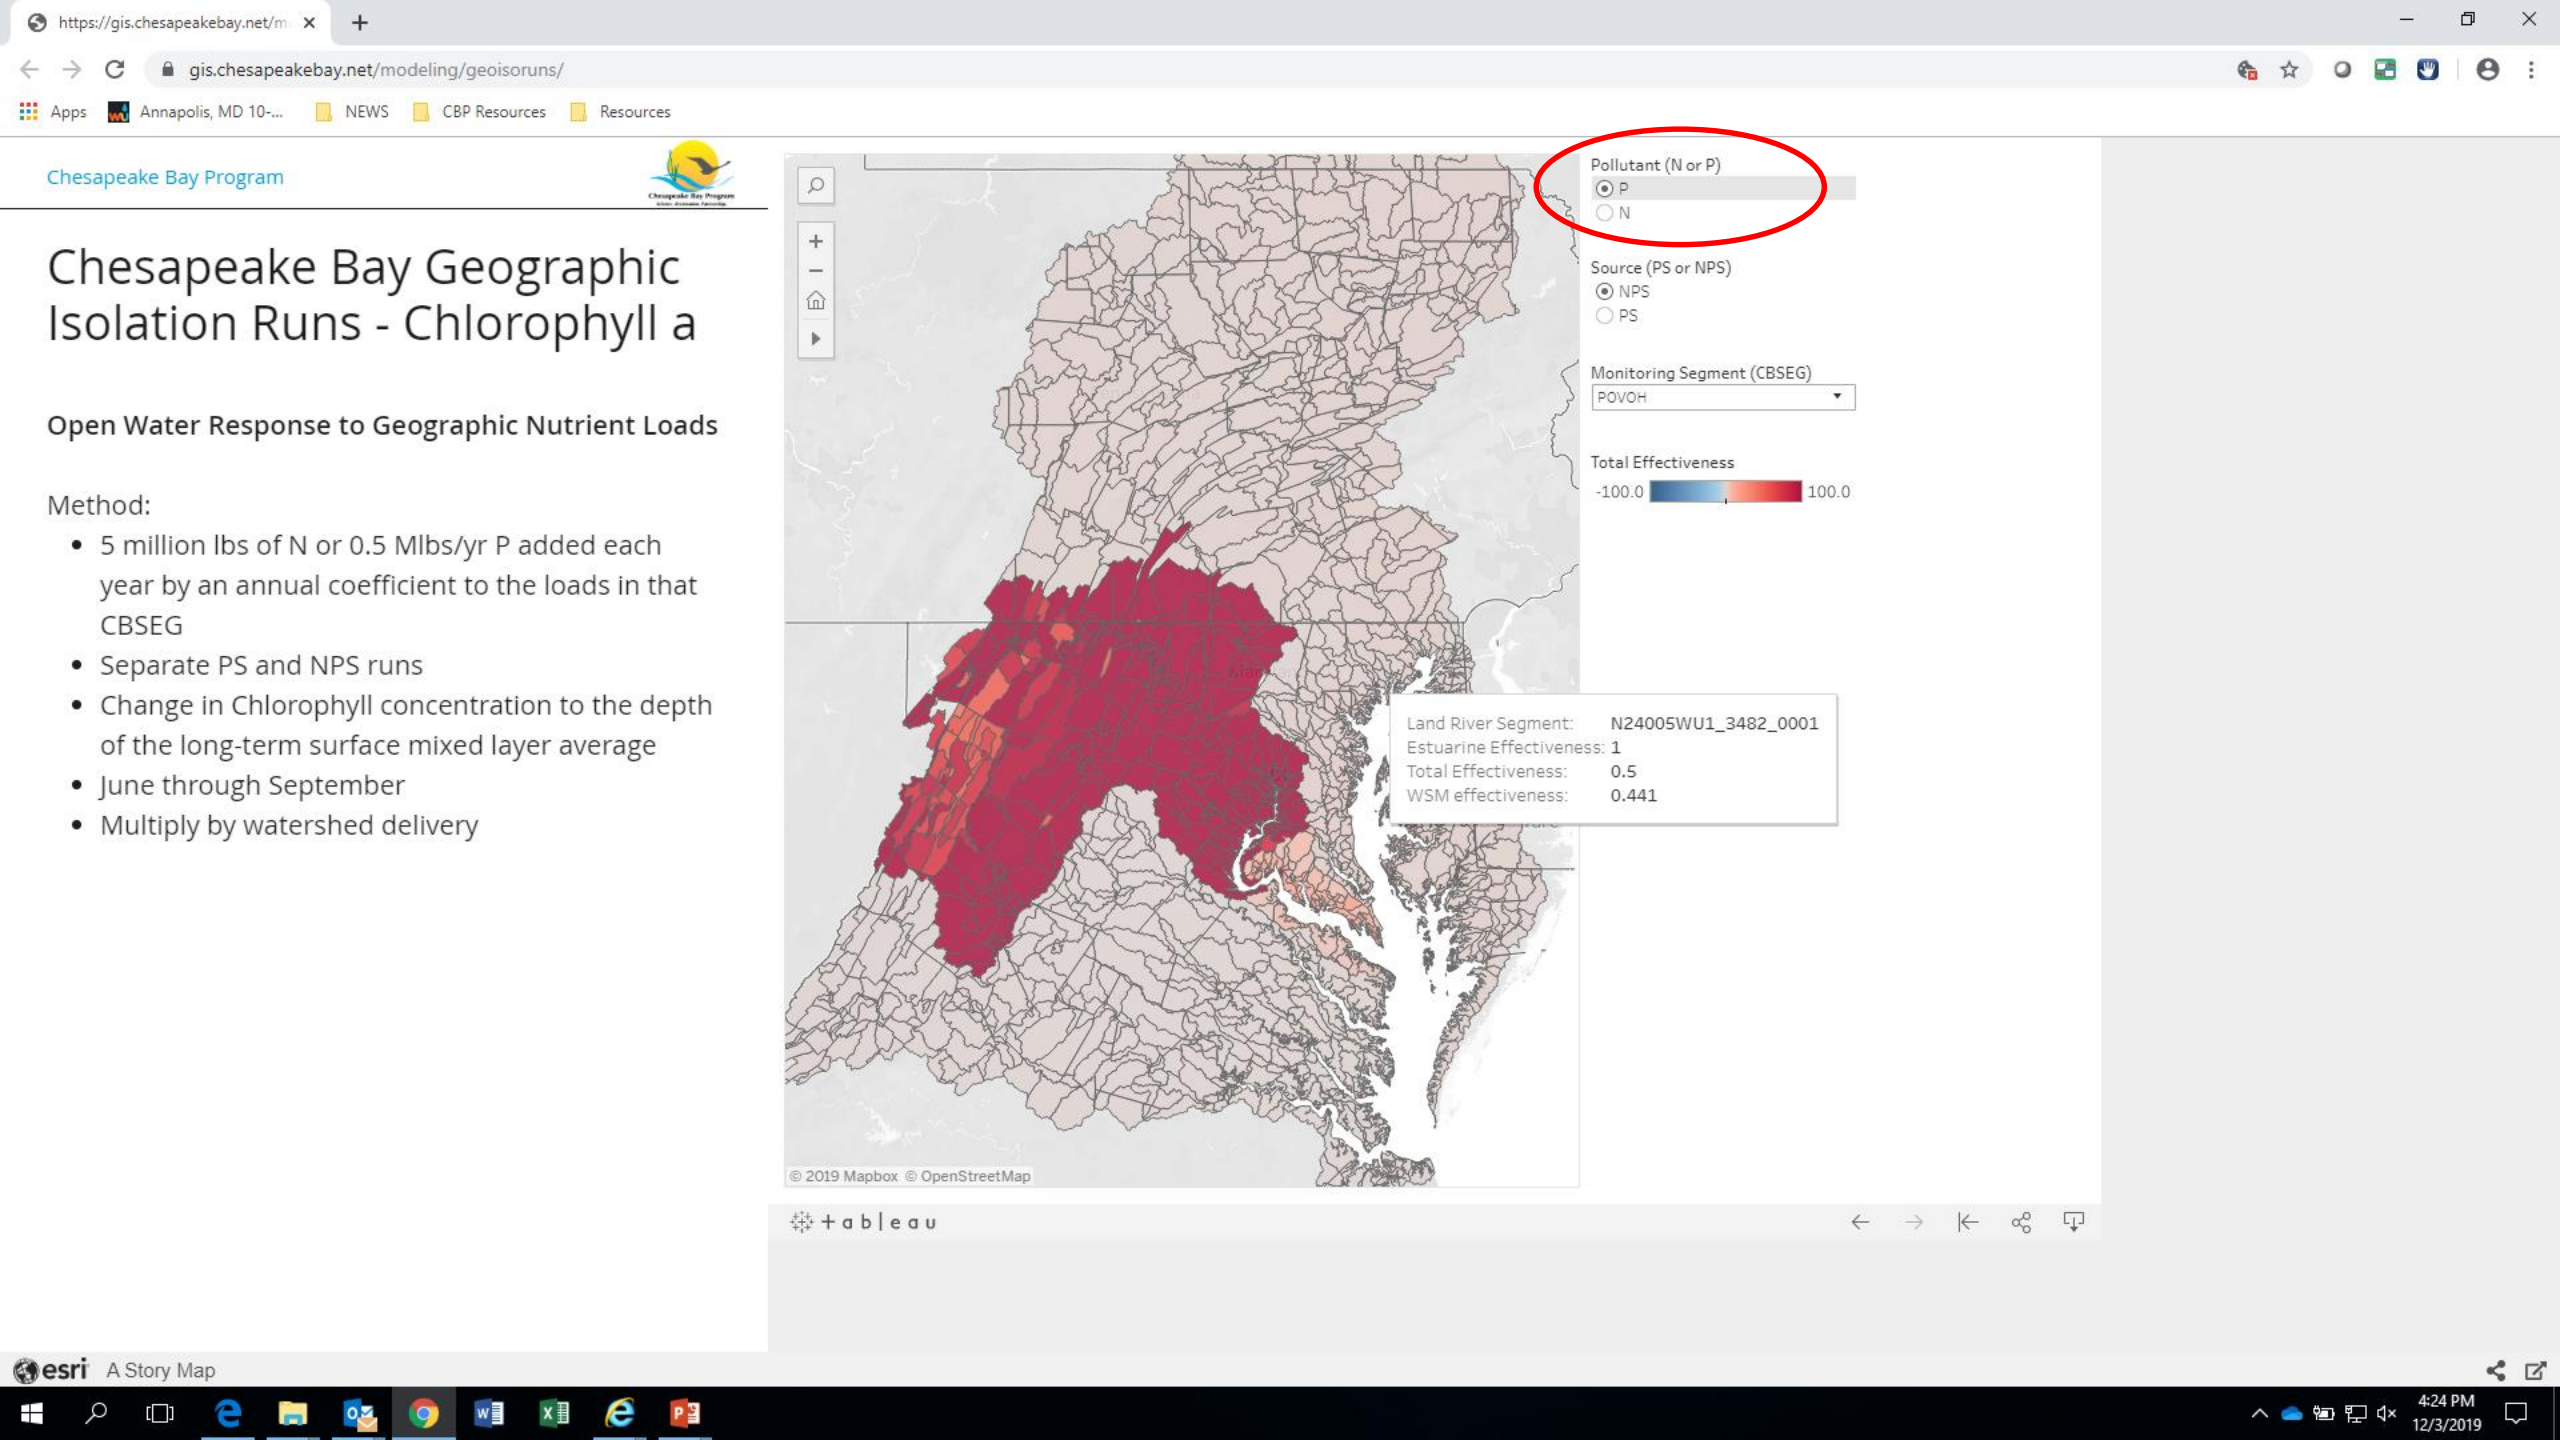 https://gis.chesapeakebay.net/m
gis.chesapeakebay.net/modeling/geoisoruns/
Apps
Annapolis, MD 10-...
NEWS
CBP Resources
Resources
Chesapeake Bay Program
Chesapeake Bay Program
Chesapeake Bay Geographic
Isolation Runs - Chlorophyll a
Open Water Response to Geographic Nutrient Loads
Method:
• 5 million lbs of N or 0.5 Mlbs/yr P added each
year by an annual coefficient to the loads in that
CBSEG
• Separate PS and NPS runs
• Change in Chlorophyll concentration to the depth
of the long-term surface mixed layer average
• June through September
• Multiply by watershed delivery
Pollutant (N or P)
P
N
Source (PS or NPS)
NPS
PS
Monitoring Segment (CBSEG)
POVOH
Total Effectiveness
-100.0 100.0
Land River Segment: N24005WU1_3482_0001
Estuarine Effectiveness: 1
Total Effectiveness: 0.5
WSM effectiveness: 0.441
© 2019 Mapbox © OpenStreetMap
+ableau
esri A Story Map
4:24 PM
12/3/2019